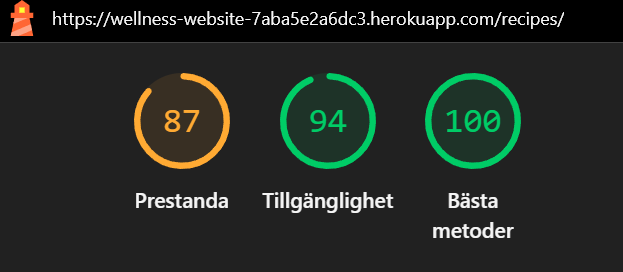 https://wellness-website-7aba5e2a6dc3.herokuapp.com/recipes/
87 94 100
Prestanda Tillgänglighet Bästa
metoder